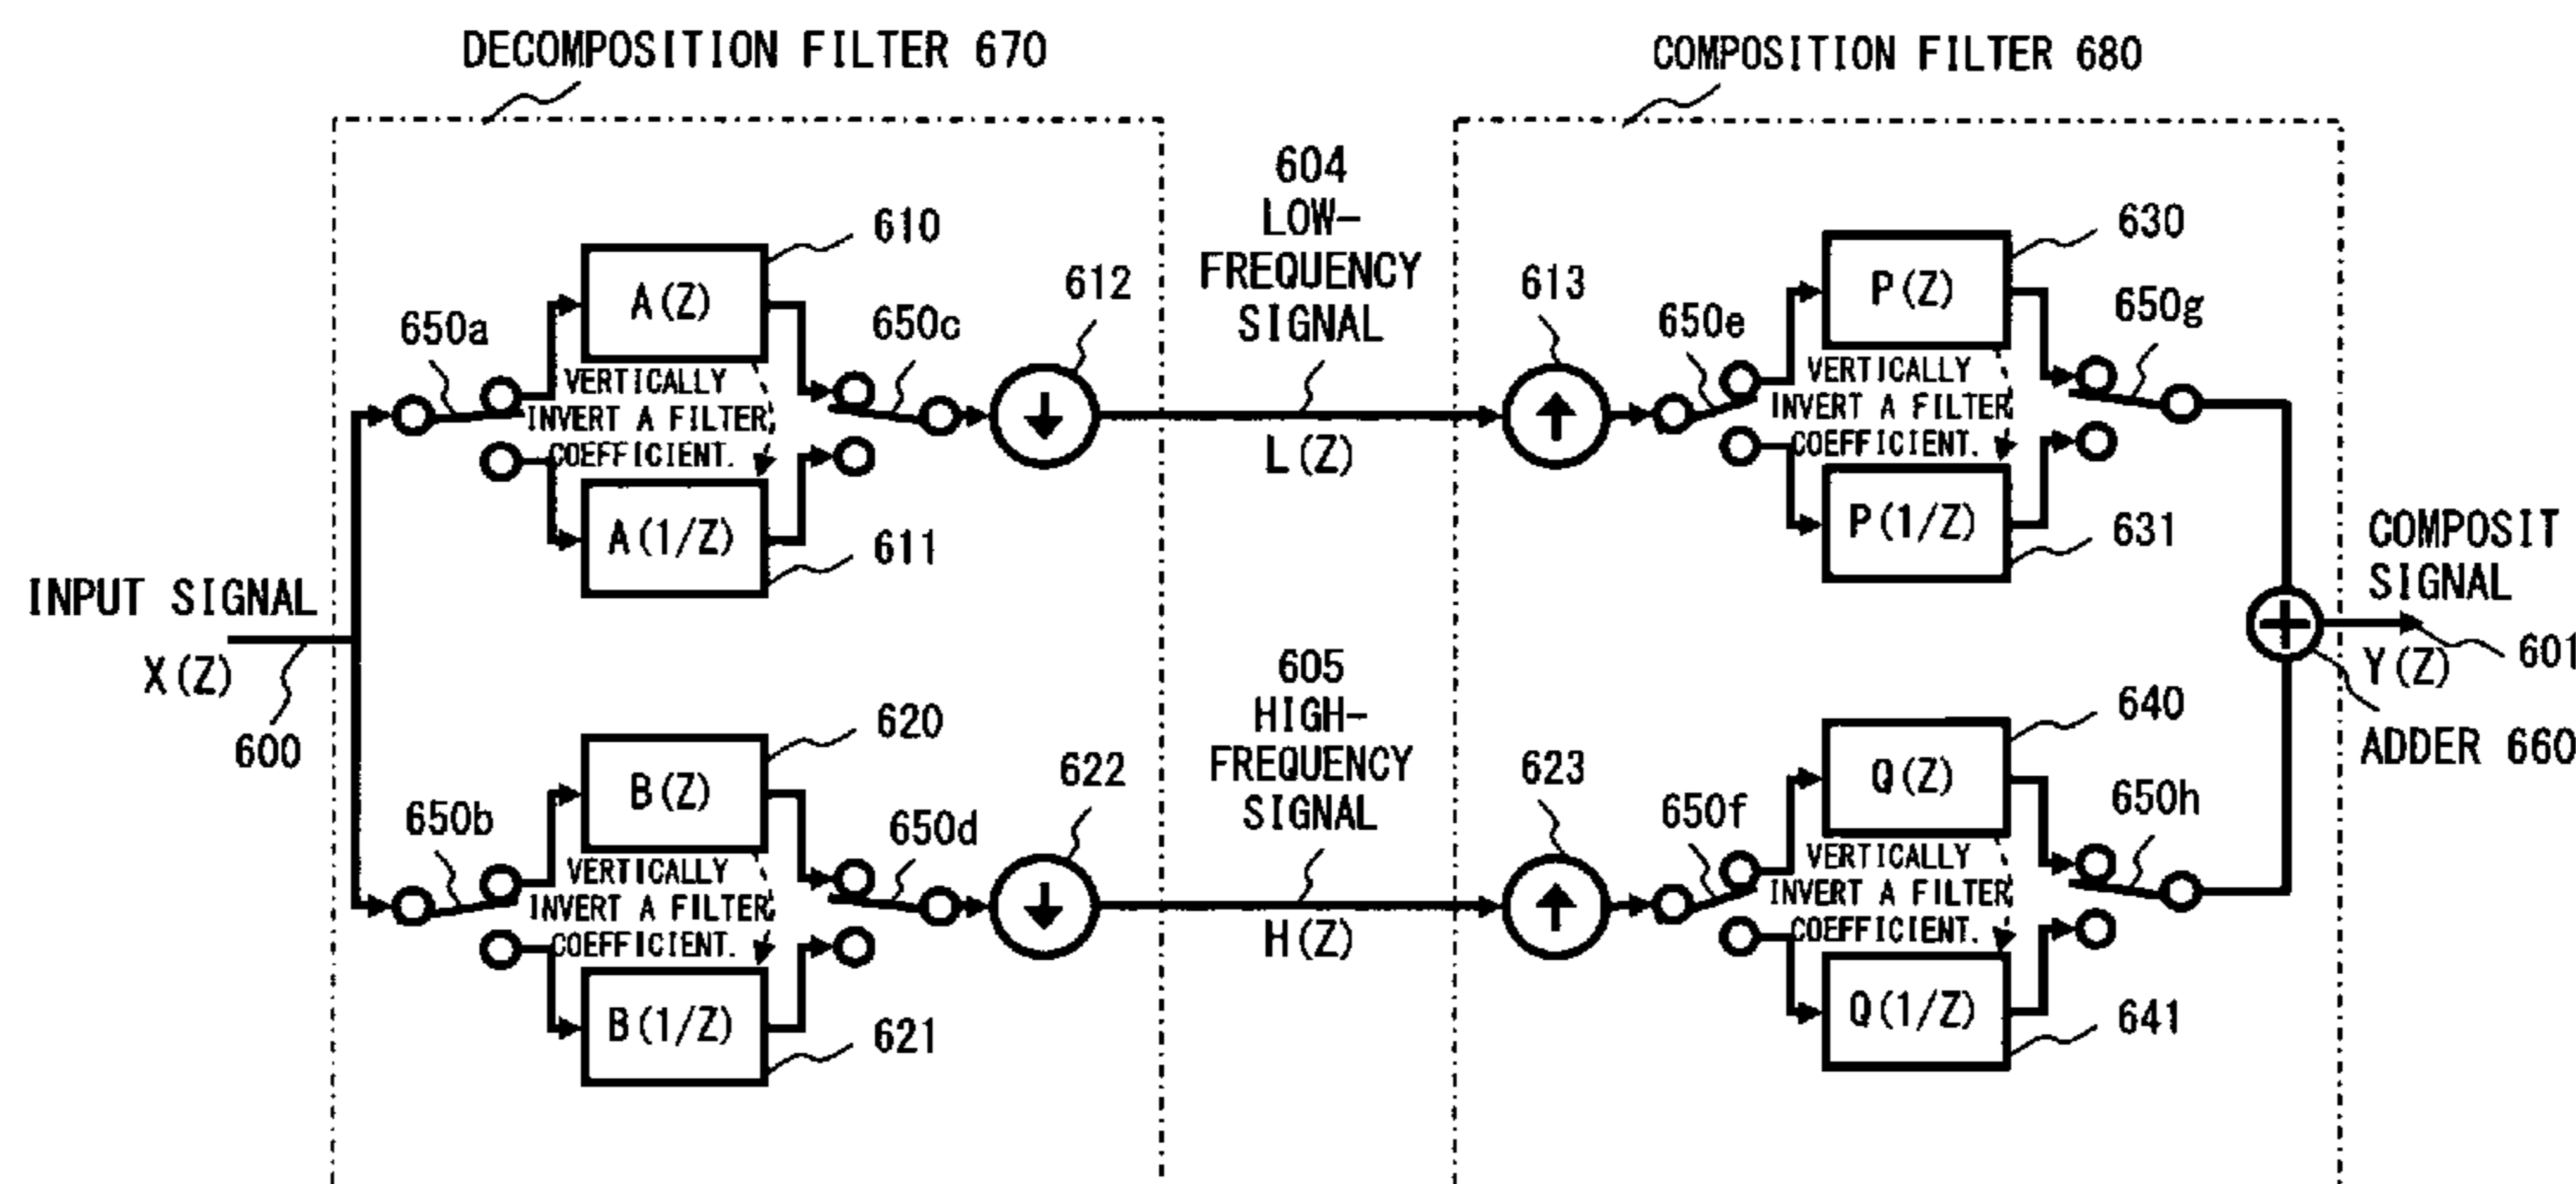 DECOMPOSITION FILTER 670
COMPOSITION FILTER 680
604
LOW-
FREQUENCY
SIGNAL
L(Z)
610
A(Z)
650a
650c
612
VERTICALLY
INVERT A FILTER
COEFFICIENT.
A(1/Z)
611
613
630
P(Z)
650e
650g
VERTICALLY
INVERT A FILTER
COEFFICIENT.
P(1/Z)
631
INPUT SIGNAL
X(Z)
600
COMPOSIT
SIGNAL
601
Y(Z)
ADDER 660
605
HIGH-
FREQUENCY
SIGNAL
H(Z)
620
B(Z)
650b
650d
622
VERTICALLY
INVERT A FILTER
COEFFICIENT.
B(1/Z)
621
623
640
Q(Z)
650f
650h
VERTICALLY
INVERT A FILTER
COEFFICIENT.
Q(1/Z)
641